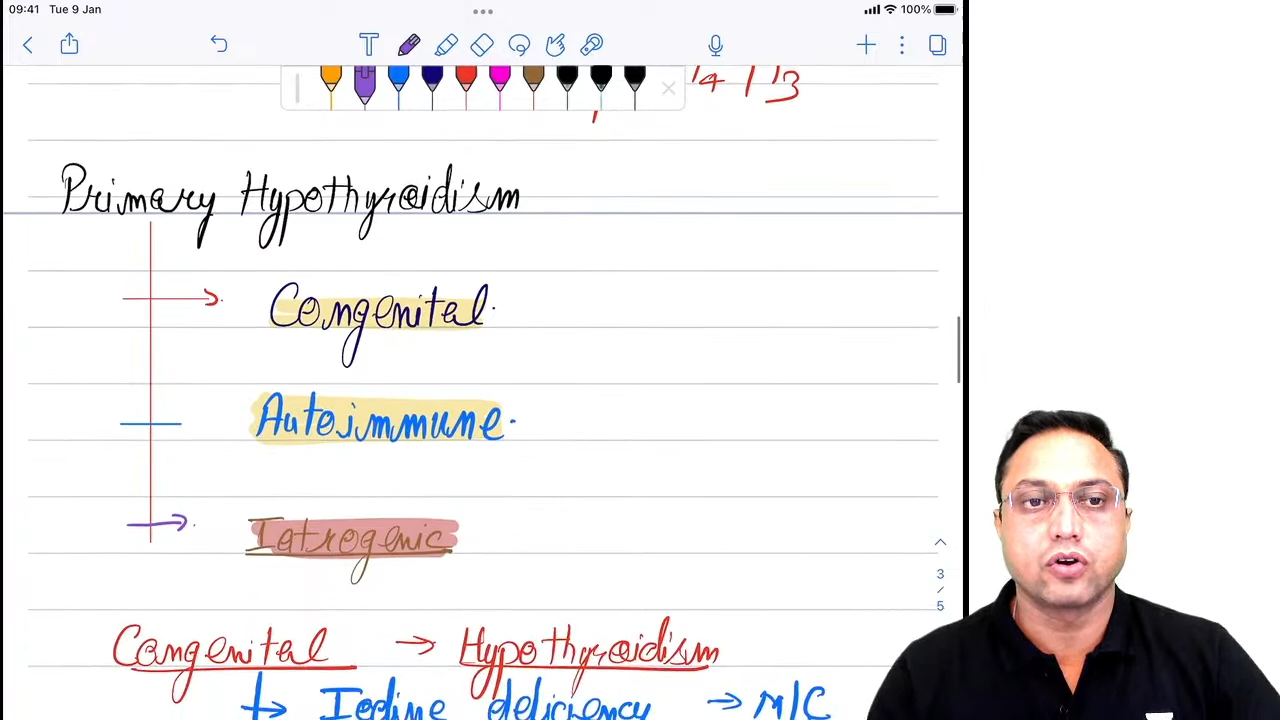 09:41 Tue 9 Jan
100%
T
T4 / T3
Primary Hypothyroidism
Congenital.
Autoimmune.
Iatrogenic
Congenital → Hypothyroidism
↳ Iodine deficiency → M/C
3
/
5